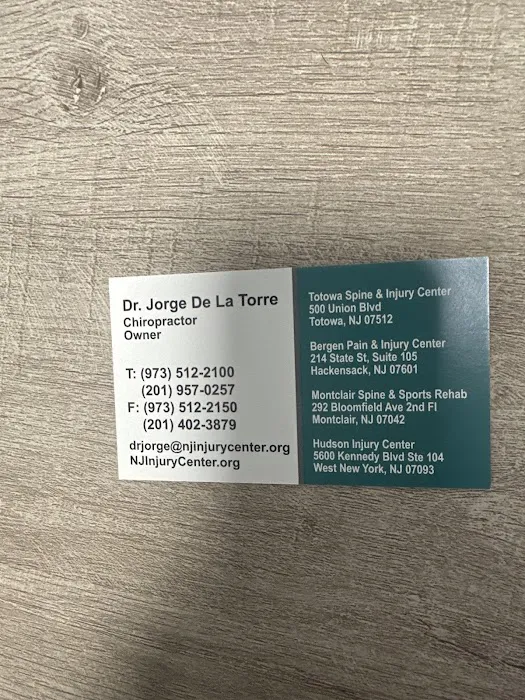 Dr. Jorge De La Torre
Chiropractor
Owner
T: (973) 512-2100
(201) 957-0257
F: (973) 512-2150
(201) 402-3879
drjorge@njinjurycenter.org
NJInjuryCenter.org
Totowa Spine & Injury Center
500 Union Blvd
Totowa, NJ 07512
Bergen Pain & Injury Center
214 State St, Suite 105
Hackensack, NJ 07601
Montclair Spine & Sports Rehab
292 Bloomfield Ave 2nd Fl
Montclair, NJ 07042
Hudson Injury Center
5600 Kennedy Blvd Ste 104
West New York, NJ 07093